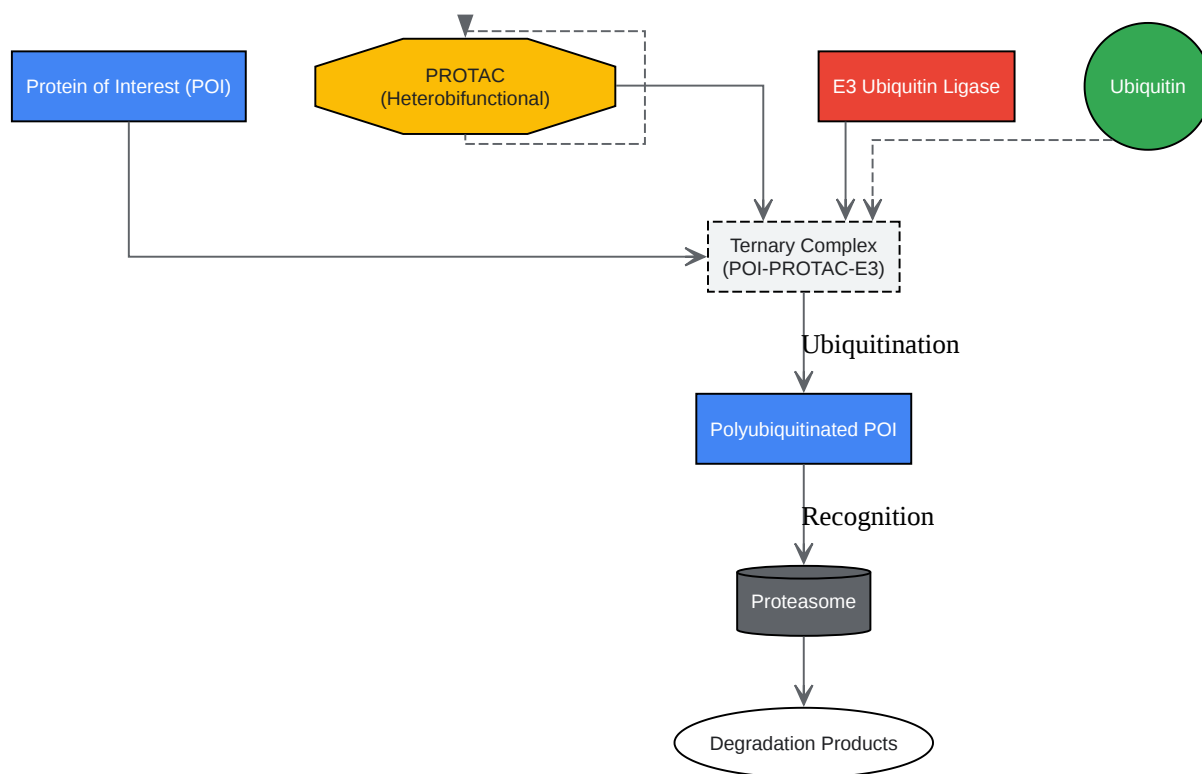 Protein of Interest (POI)
PROTAC
(Heterobifunctional)
E3 Ubiquitin Ligase
Ubiquitin
Ternary Complex
(POI-PROTAC-E3)
Ubiquitination
Polyubiquitinated POI
Recognition
Proteasome
Degradation Products